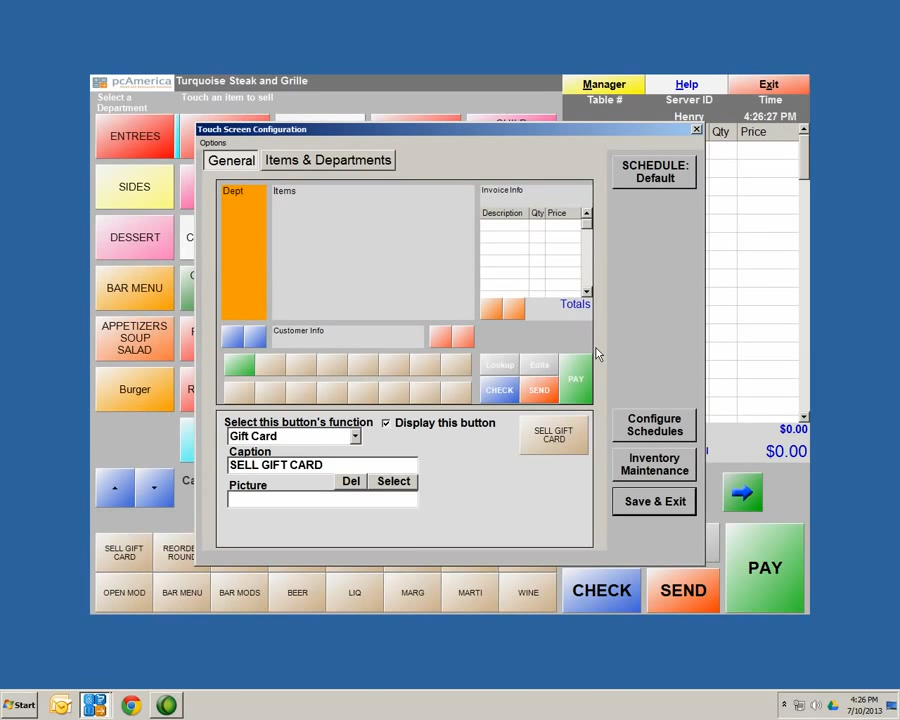 pcAmerica
Turquoise Steak and Grille
Manager
Help
Exit
Select a
Department
Touch an item to sell
Table #
Server ID
Time
Henry
4:26:27 PM
ENTREES
SIDES
DESSERT
BAR MENU
APPETIZERS
SOUP
SALAD
Burger
Qty
Price
Touch Screen Configuration
Options
General
Items & Departments
SCHEDULE:
Default
Dept
Items
Invoice Info
Description
Qty
Price
Totals
Customer Info
Lookup
Edits
PAY
CHECK
SEND
Select this button's function
Display this button
Gift Card
Caption
SELL GIFT CARD
Picture
Del
Select
SELL GIFT
CARD
Configure
Schedules
Inventory
Maintenance
Save & Exit
$0.00
$0.00
SELL GIFT
CARD
REORDE
ROUN
OPEN MOD
BAR MENU
BAR MODS
BEER
LIQ
MARG
MARTI
WINE
CHECK
SEND
PAY
Start
4:26 PM
7/10/2013